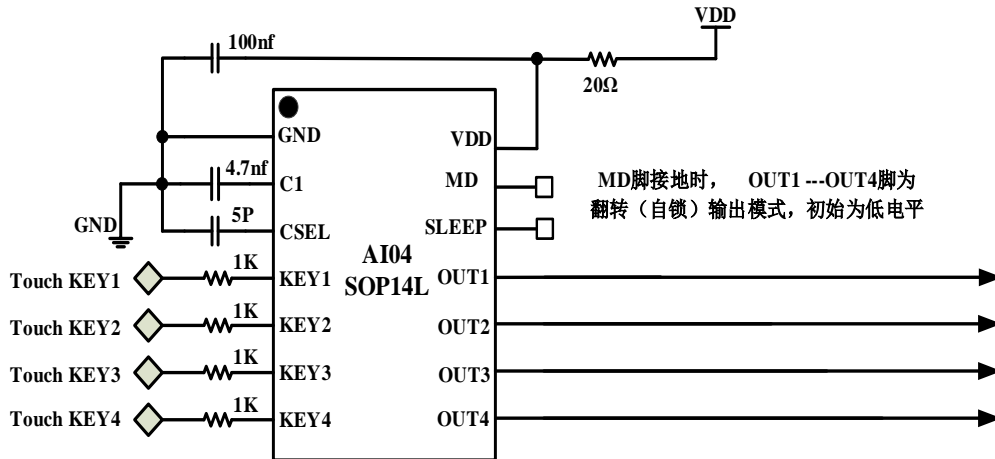 VDD
100nf
20Ω
GND
VDD
4.7nf
C1
MD
MD脚接地时， OUT1 ---OUT4脚为
翻转（自锁）输出模式，初始为低电平
5P
GND
CSEL
SLEEP
AI04
SOP14L
Touch KEY1
1K
KEY1
OUT1
Touch KEY2
1K
KEY2
OUT2
Touch KEY3
1K
KEY3
OUT3
Touch KEY4
1K
KEY4
OUT4